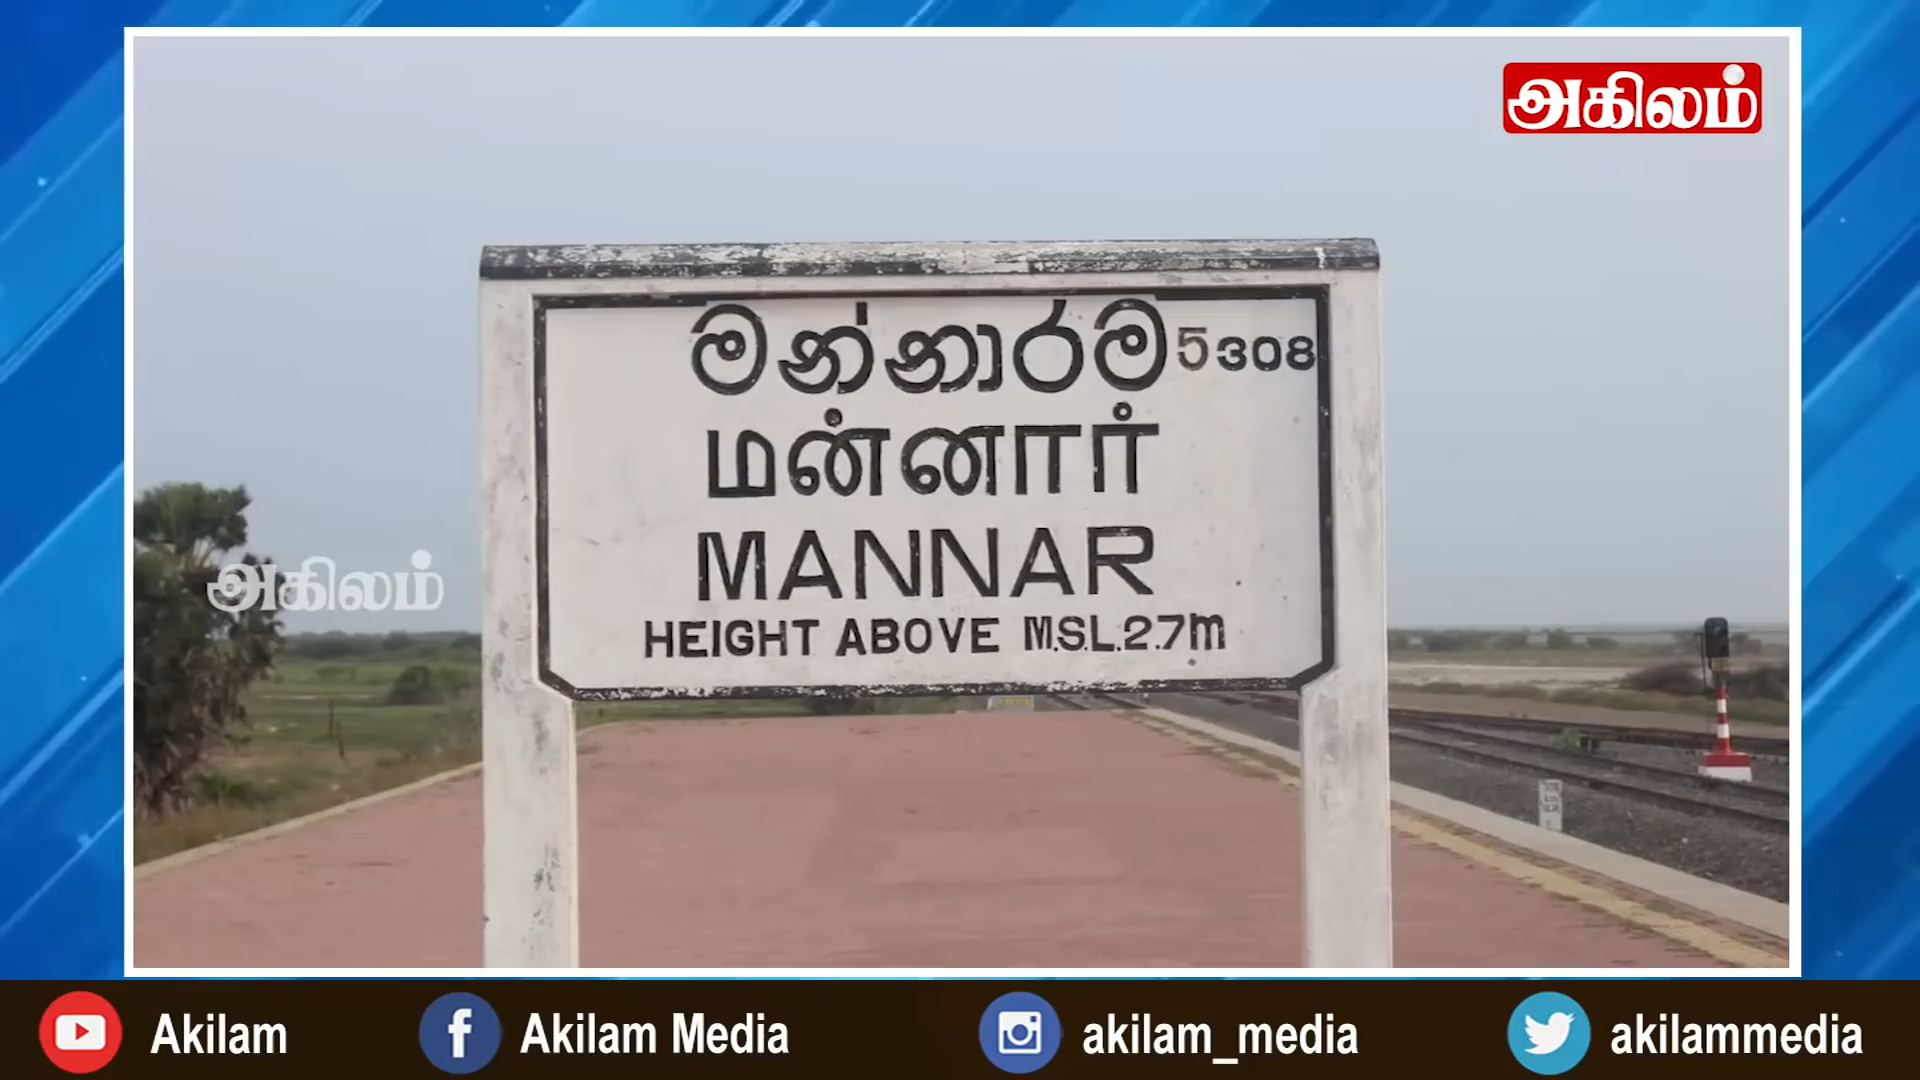 அகிலம்
මන්නාරම 5308
மன்னார்
MANNAR
HEIGHT ABOVE M.S.L.2.7m
அகிலம்
Akilam
Akilam Media
akilam_media
akilammedia